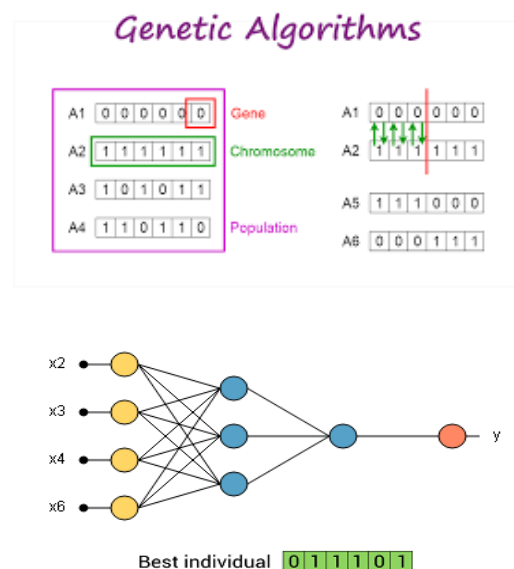 Genetic Algorithms
A1 0 0 0 0 0 0 Gene
A2 1 1 1 1 1 1 Chromosome
A3 1 0 1 0 1 1
A4 1 1 0 1 1 0 Population
A1 0 0 0 0 0 0
A2 1 1 1 1 1 1
A5 1 1 1 0 0 0
A6 0 0 0 1 1 1
x2
x3
x4
x6
y
Best individual 0 1 1 1 0 1